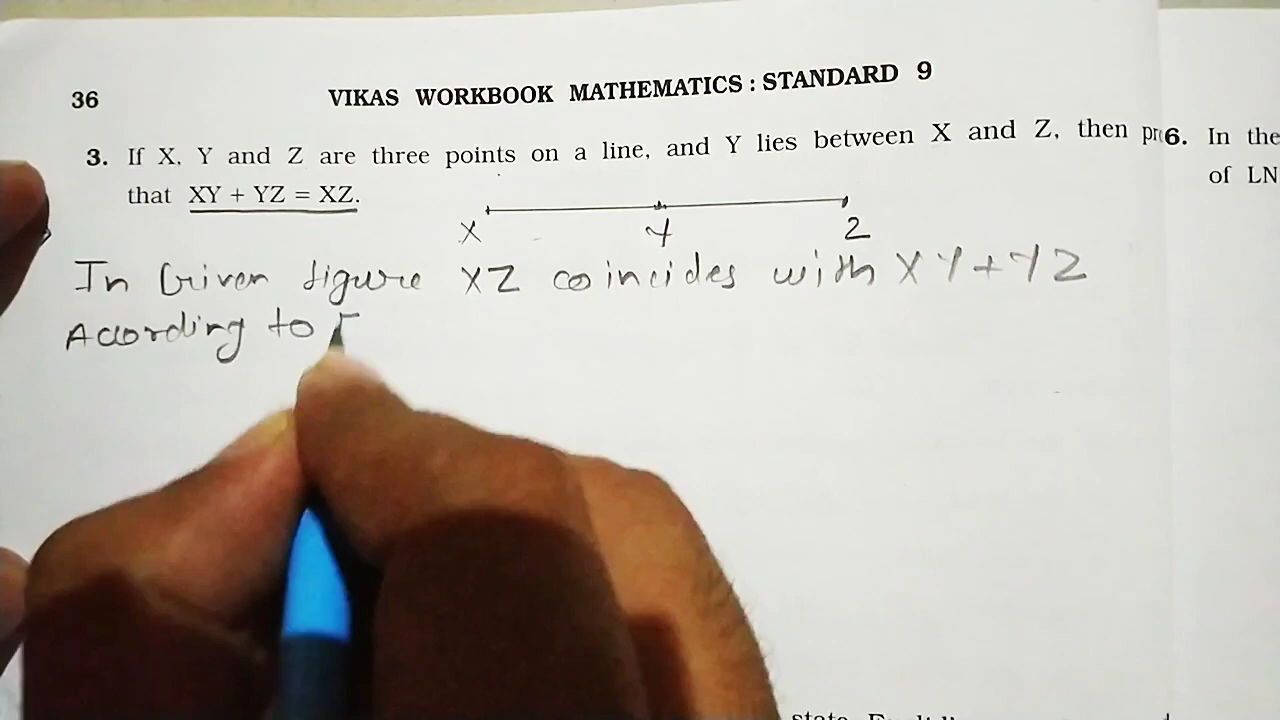 36 VIKAS WORKBOOK MATHEMATICS : STANDARD 9
3. If X, Y and Z are three points on a line, and Y lies between X and Z, then
that XY + YZ = XZ.
X Y Z
In Given figure XZ coincides with XY+YZ
According to
6. In the
of LN